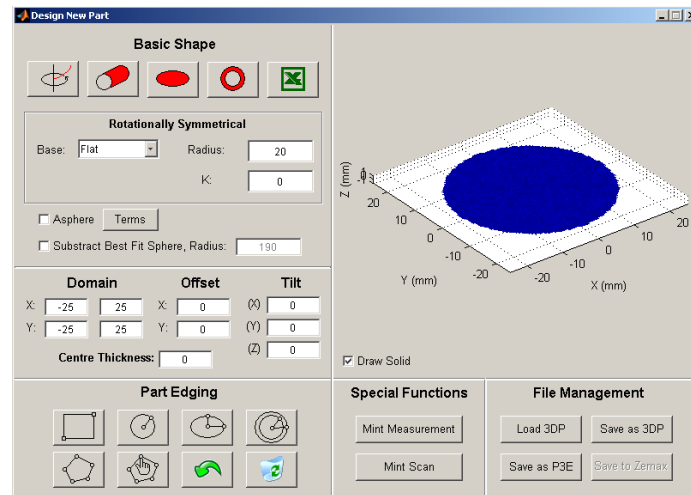 Design New Part
Basic Shape
Rotationally Symmetrical
Base: Flat Radius: 20
K: 0
Asphere Terms
Substract Best Fit Sphere, Radius: 190
Domain Offset Tilt
X: -25 25 X: 0 (X) 0
Y: -25 25 Y: 0 (Y) 0
(Z) 0
Centre Thickness: 0
Part Edging
Z (mm)
20
10
0
-10
-20
Y (mm)
-20
-10
0
10
20
X (mm)
Draw Solid
Special Functions
Mint Measurement
Mint Scan
File Management
Load 3DP Save as 3DP
Save as P3E Save to Zemax